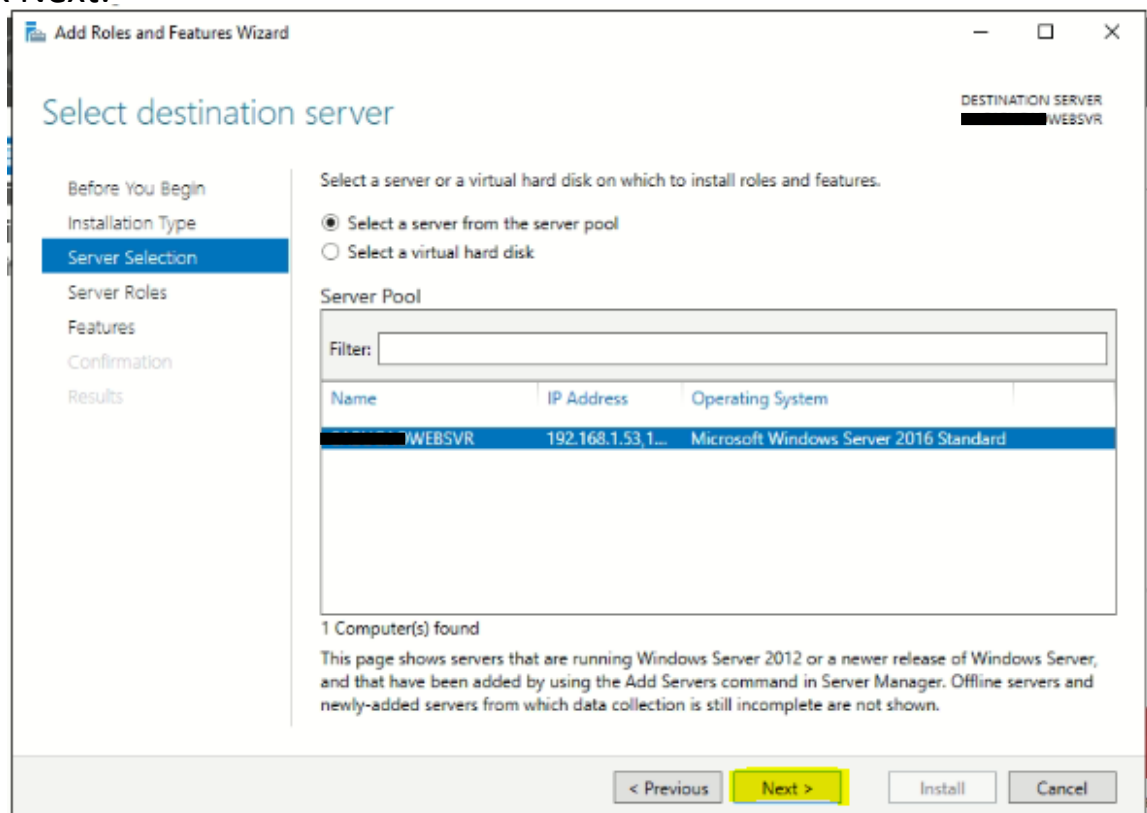 Add Roles and Features Wizard
Select destination server
DESTINATION SERVER
WEBSVR
Before You Begin
Installation Type
Server Selection
Server Roles
Features
Confirmation
Results
Select a server or a virtual hard disk on which to install roles and features.
Select a server from the server pool
Select a virtual hard disk
Server Pool
Filter:
Name IP Address Operating System
WEBSVR 192.168.1.53,1... Microsoft Windows Server 2016 Standard
1 Computer(s) found
This page shows servers that are running Windows Server 2012 or a newer release of Windows Server,
and that have been added by using the Add Servers command in Server Manager. Offline servers and
newly-added servers from which data collection is still incomplete are not shown.
< Previous Next > Install Cancel